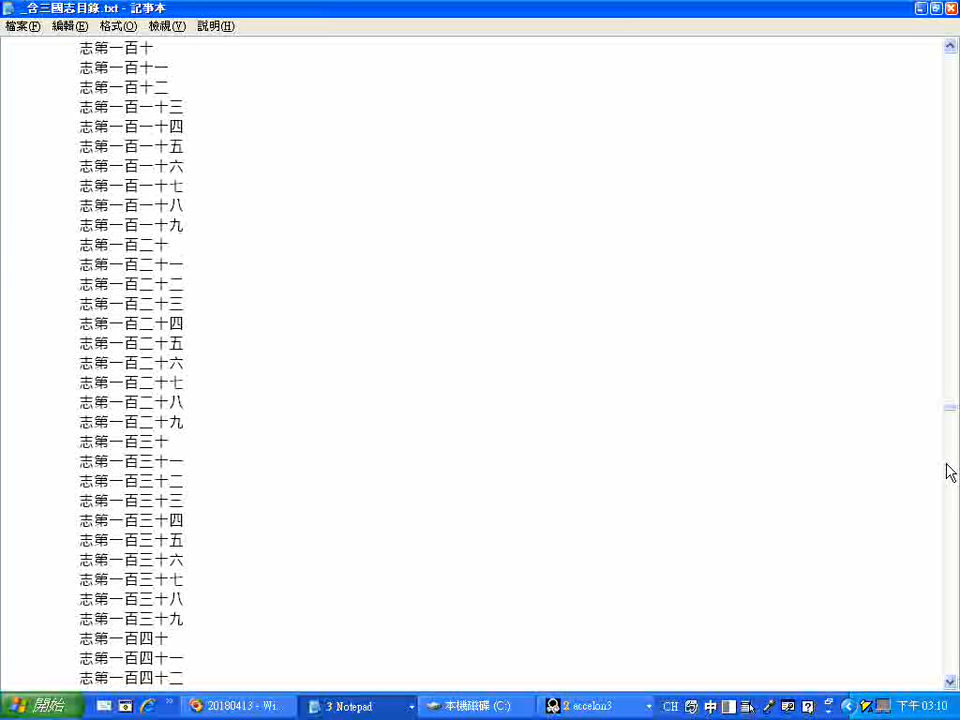 _含三國志目錄.txt - 記事本
檔案(F) 編輯(E) 格式(O) 檢視(V) 說明(H)
志第一百十
志第一百十一
志第一百十二
志第一百一十三
志第一百一十四
志第一百一十五
志第一百一十六
志第一百一十七
志第一百一十八
志第一百一十九
志第一百二十
志第一百二十一
志第一百二十二
志第一百二十三
志第一百二十四
志第一百二十五
志第一百二十六
志第一百二十七
志第一百二十八
志第一百二十九
志第一百三十
志第一百三十一
志第一百三十二
志第一百三十三
志第一百三十四
志第一百三十五
志第一百三十六
志第一百三十七
志第一百三十八
志第一百三十九
志第一百四十
志第一百四十一
志第一百四十二
開始 20180413 - Wi... 3 Notepad 本機磁碟 (C:) 2 accelon3 CH 中 下午 03:10